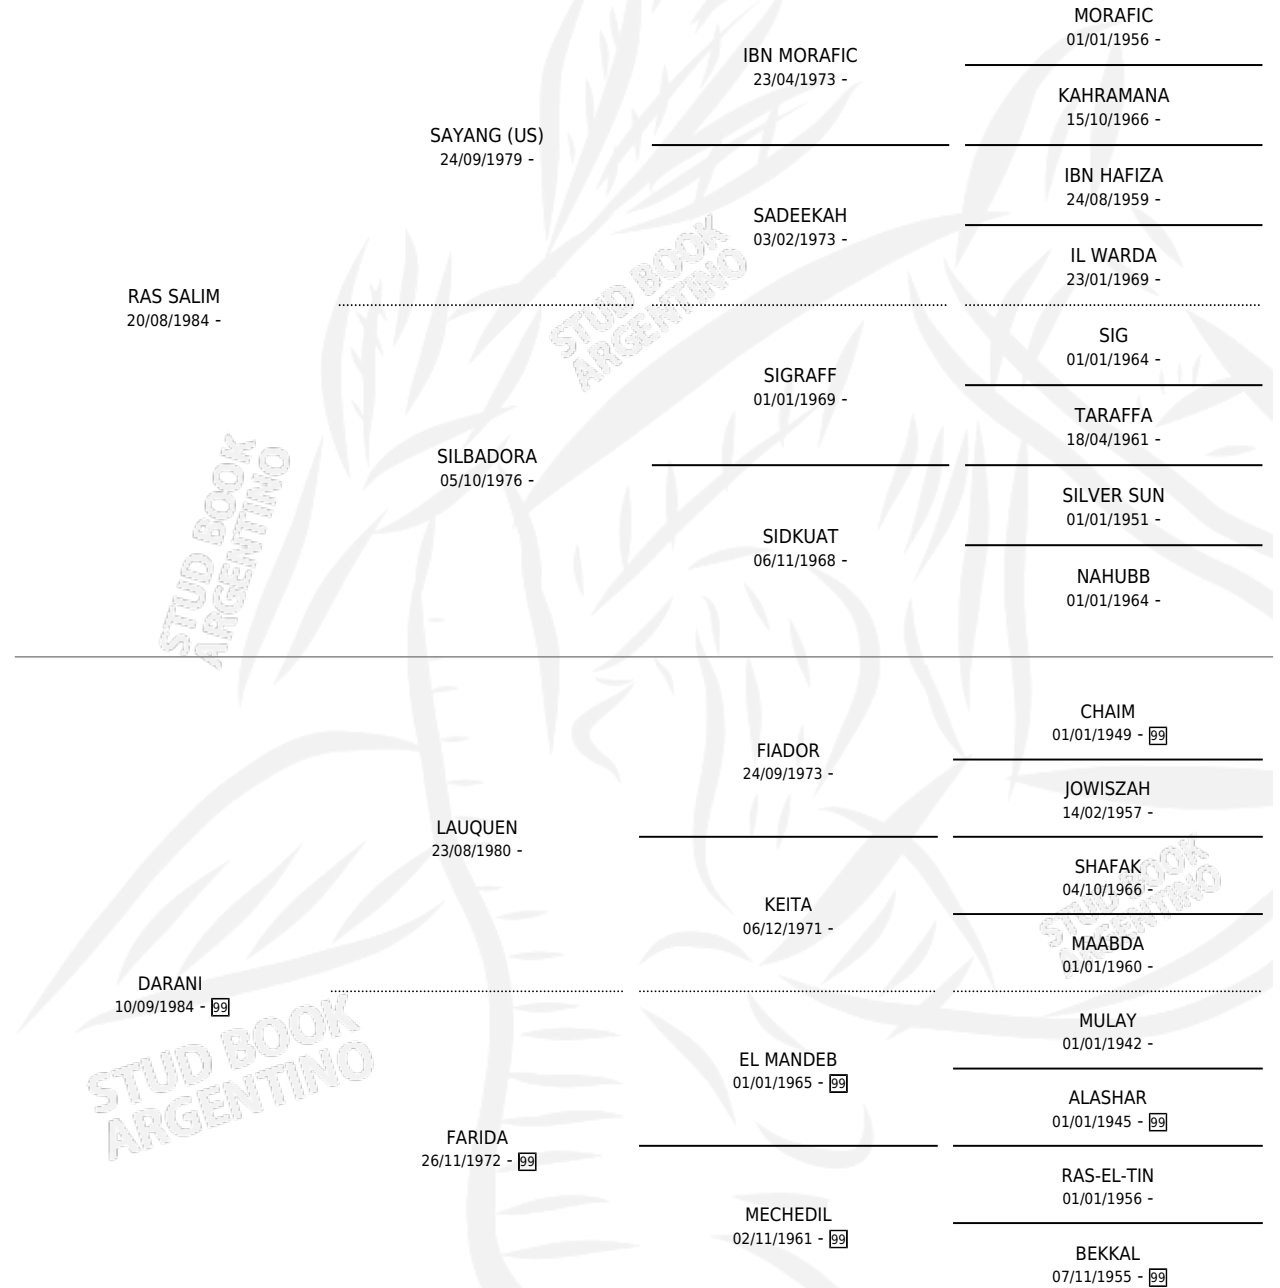 MORAFIC
01/01/1956 -
IBN MORAFIC
23/04/1973 -
KAHRAMANA
15/10/1966 -
SAYANG (US)
24/09/1979 -
IBN HAFIZA
24/08/1959 -
SADEEKAH
03/02/1973 -
IL WARDA
23/01/1969 -
RAS SALIM
20/08/1984 -
SIG
01/01/1964 -
SIGRAFF
01/01/1969 -
TARAFFA
18/04/1961 -
SILBADORA
05/10/1976 -
SILVER SUN
01/01/1951 -
SIDKUAT
06/11/1968 -
NAHUBB
01/01/1964 -
STUD BOOK
ARGENTINO
STUD BOOK
ARGENTINO
CHAIM
01/01/1949 - 99
FIADOR
24/09/1973 -
JOWISZAH
14/02/1957 -
LAUQUEN
23/08/1980 -
SHAFAK
04/10/1966 -
KEITA
06/12/1971 -
MAABDA
01/01/1960 -
STUD BOOK
ARGENTINO
DARANI
10/09/1984 - 99
MULAY
01/01/1942 -
EL MANDEB
01/01/1965 - 99
ALASHAR
01/01/1945 - 99
STUD BOOK
ARGENTINO
FARIDA
26/11/1972 - 99
RAS-EL-TIN
01/01/1956 -
MECHEDIL
02/11/1961 - 99
BEKKAL
07/11/1955 - 99